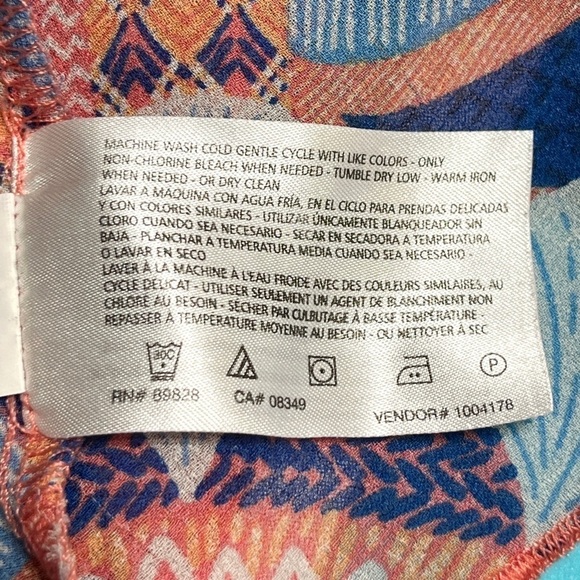 MACHINE WASH COLD GENTLE CYCLE WITH LIKE COLORS - ONLY
NON-CHLORINE BLEACH WHEN NEEDED - TUMBLE DRY LOW - WARM IRON
WHEN NEEDED - OR DRY CLEAN
LAVAR A MAQUINA CON AGUA FRÍA, EN EL CICLO PARA PRENDAS DELICADAS
Y CON COLORES SIMILARES - UTILIZAR ÚNICAMENTE BLANQUEADOR SIN
CLORO CUANDO SEA NECESARIO - SECAR EN SECADORA A TEMPERATURA
BAJA - PLANCHAR A TEMPERATURA MEDIA CUANDO SEA NECESARIO -
O LAVAR EN SECO
LAVER À LA MACHINE À L'EAU FROIDE AVEC DES COULEURS SIMILAIRES, AU
CYCLE DÉLICAT - UTILISER SEULEMENT UN AGENT DE BLANCHIMENT NON
CHLORÉ AU BESOIN - SÉCHER PAR CULBUTAGE À BASSE TEMPÉRATURE -
REPASSER À TEMPÉRATURE MOYENNE AU BESOIN - OU NETTOYER À SEC
30C P
RN# 89828 CA# 08349 VENDOR# 1004178